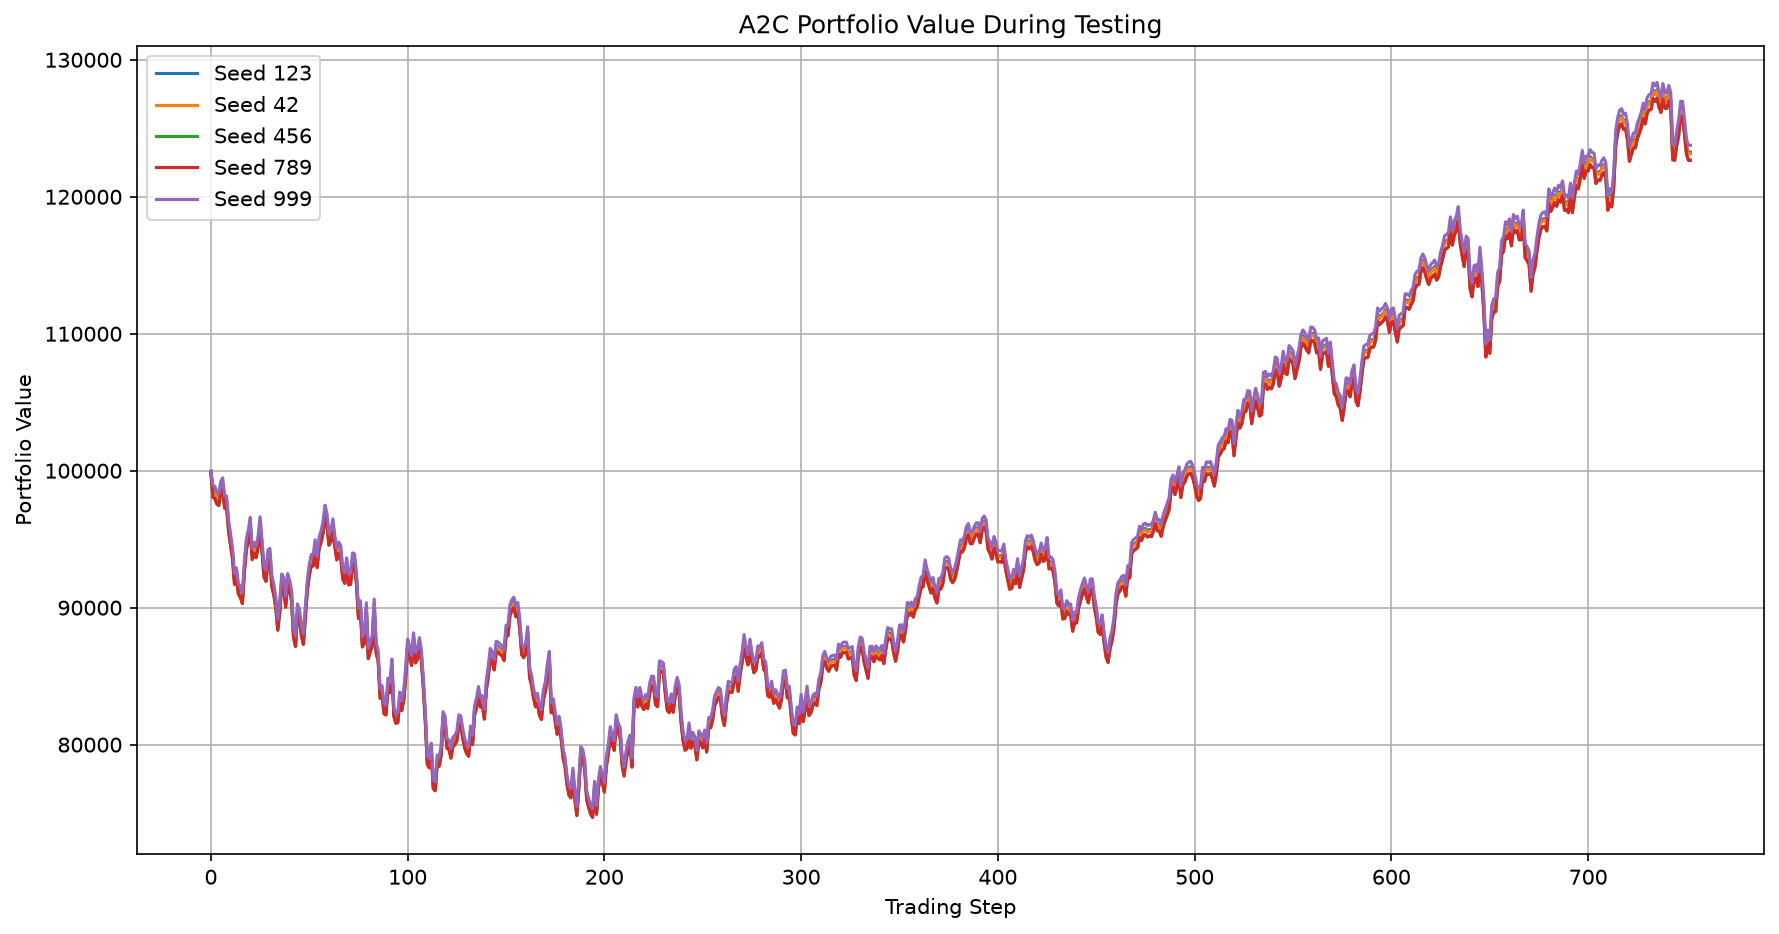 A2C Portfolio Value During Testing
Portfolio Value
130000
120000
110000
100000
90000
80000
Seed 123
Seed 42
Seed 456
Seed 789
Seed 999
0 100 200 300 400 500 600 700
Trading Step